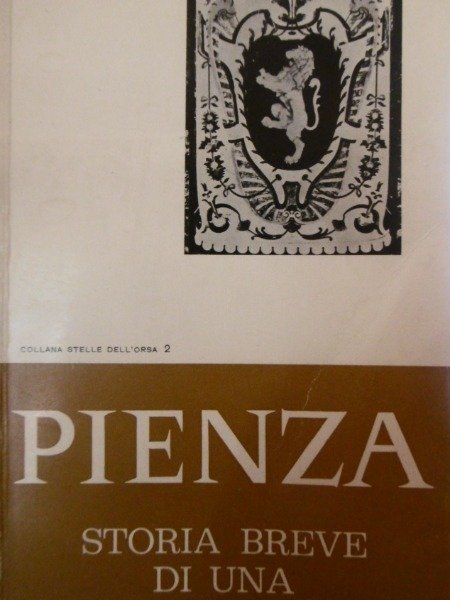 COLLANA STELLE DELL'ORSA 2
PIENZA
STORIA BREVE
DI UNA